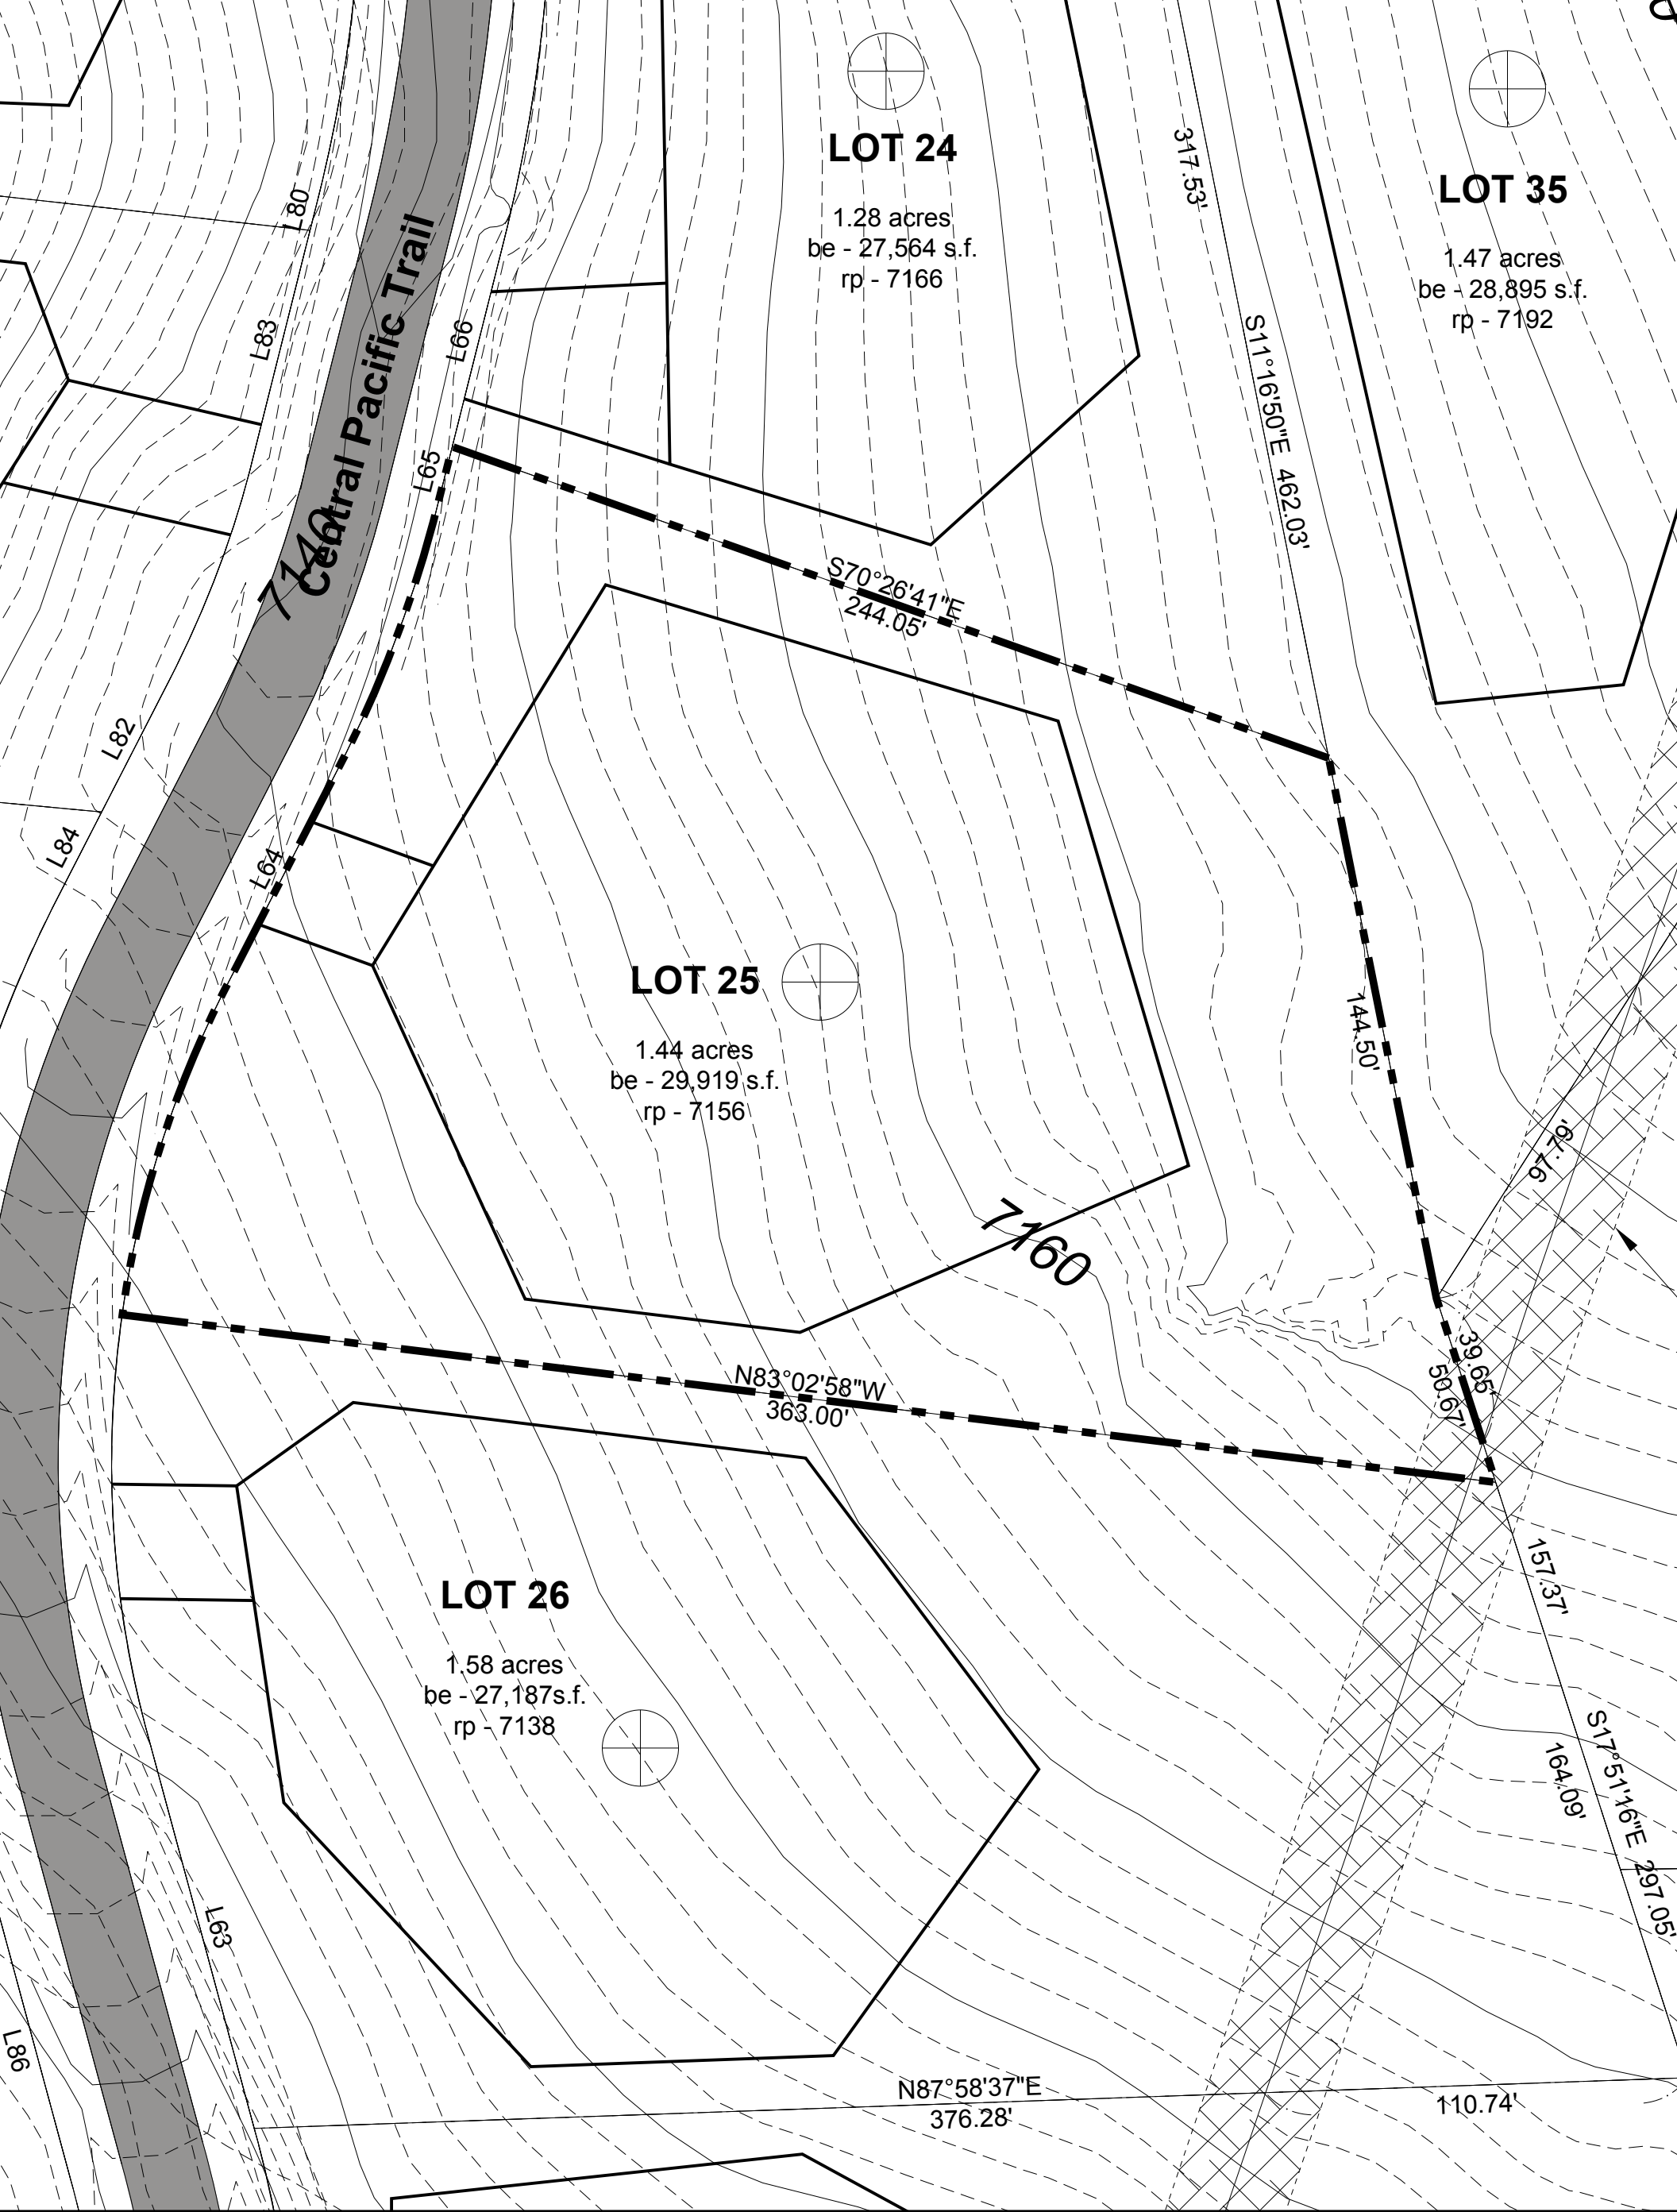 LOT 24
1.28 acres
be - 27,564 s.f.
rp - 7166
317.53'
S11°16'50"E 462.03'
LOT 35
1.47 acres
be - 28,895 s.f.
rp - 7192
L80
L83
L66
L65
Central Pacific Trail
7140
L82
L84
L64
S70°26'41"E
244.05'
LOT 25
1.44 acres
be - 29,919 s.f.
rp - 7156
144.50'
97.79'
7160
39.65'
50.67'
N83°02'58"W
363.00'
LOT 26
1.58 acres
be - 27,187s.f.
rp - 7138
157.37'
S17°51'16"E 297.05'
164.09'
L63
L86
N87°58'37"E
376.28'
110.74'